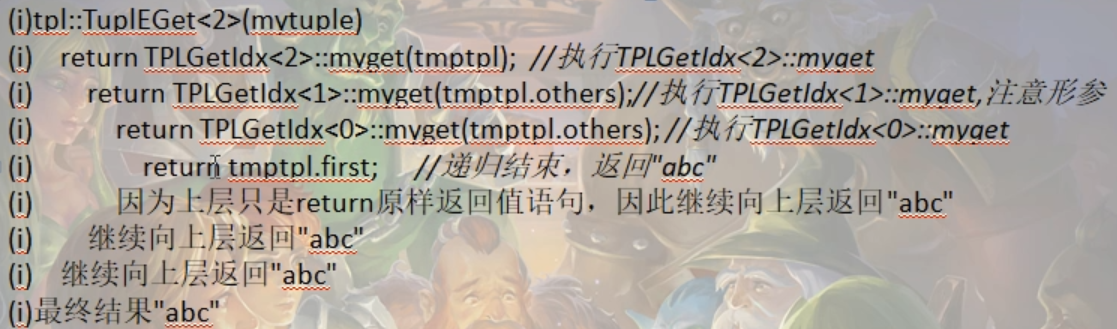 (i)tpl::TuplEGet<2>(mytuple)
(i) return TPLGetIdx<2>::myget(tmptpl); //执行TPLGetIdx<2>::myget
(i) return TPLGetIdx<1>::myget(tmptpl.others);//执行TPLGetIdx<1>::myget,注意形参
(i) return TPLGetIdx<0>::myget(tmptpl.others); //执行TPLGetIdx<0>::myget
(i) return tmptpl.first; //递归结束，返回"abc"
(i) 因为上层只是return原样返回值语句，因此继续向上层返回"abc"
(i) 继续向上层返回"abc"
(i) 继续向上层返回"abc"
(i)最终结果"abc"